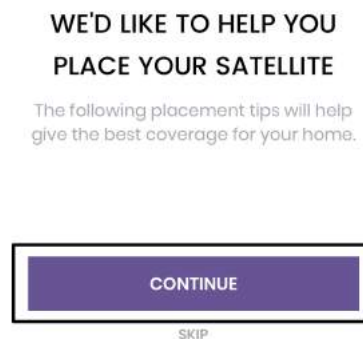 WE'D LIKE TO HELP YOU
PLACE YOUR SATELLITE
The following placement tips will help
give the best coverage for your home.
CONTINUE
SKIP